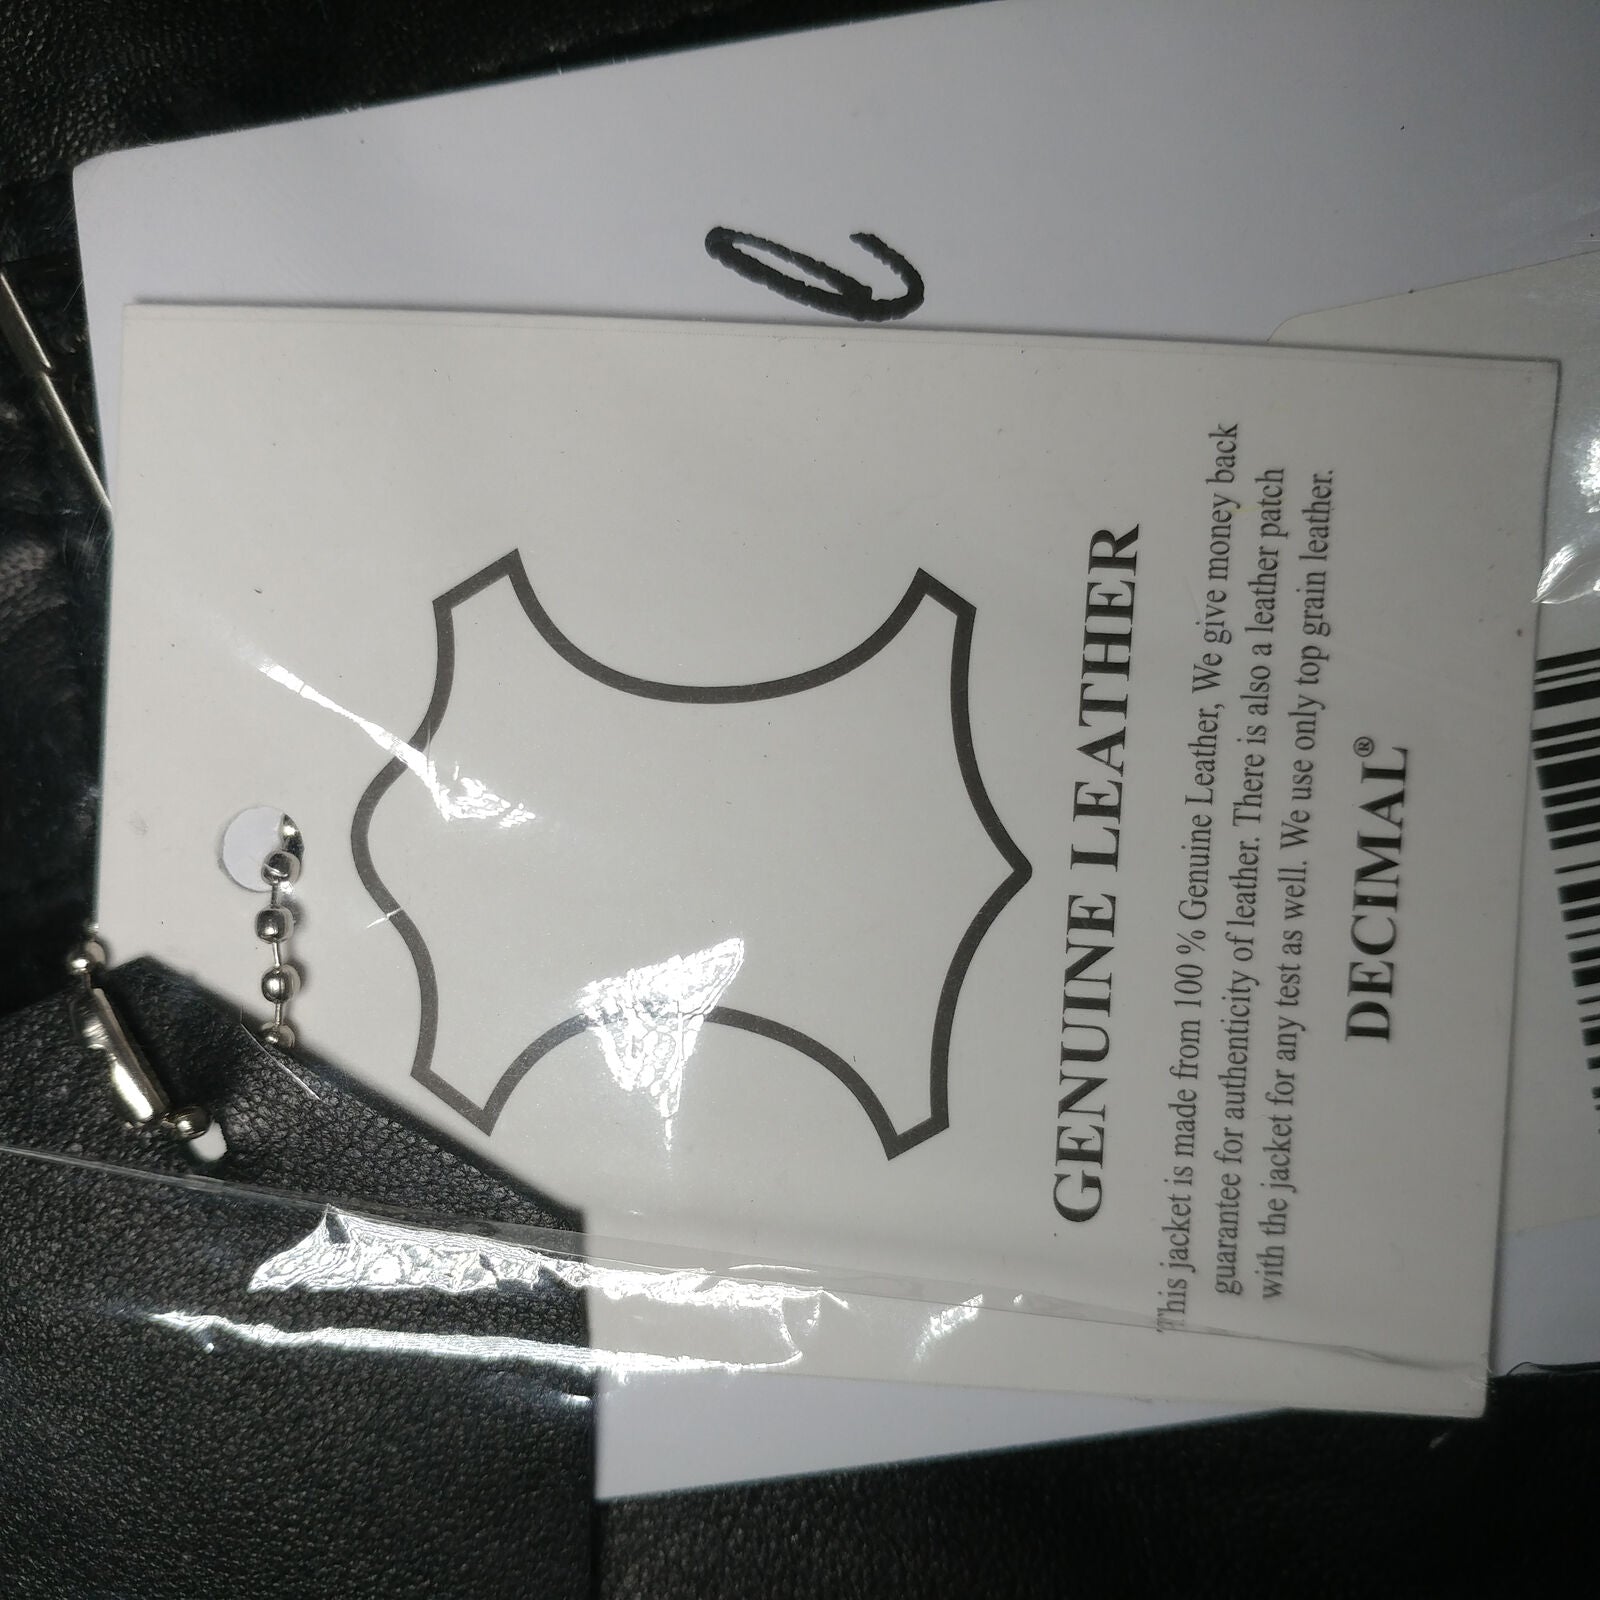 GENUINE LEATHER
This jacket is made from 100 % Genuine Leather, We give money back
guarantee for authenticity of leather. There is also a leather patch
with the jacket for any test as well. We use only top grain leather.
DECIMAL®